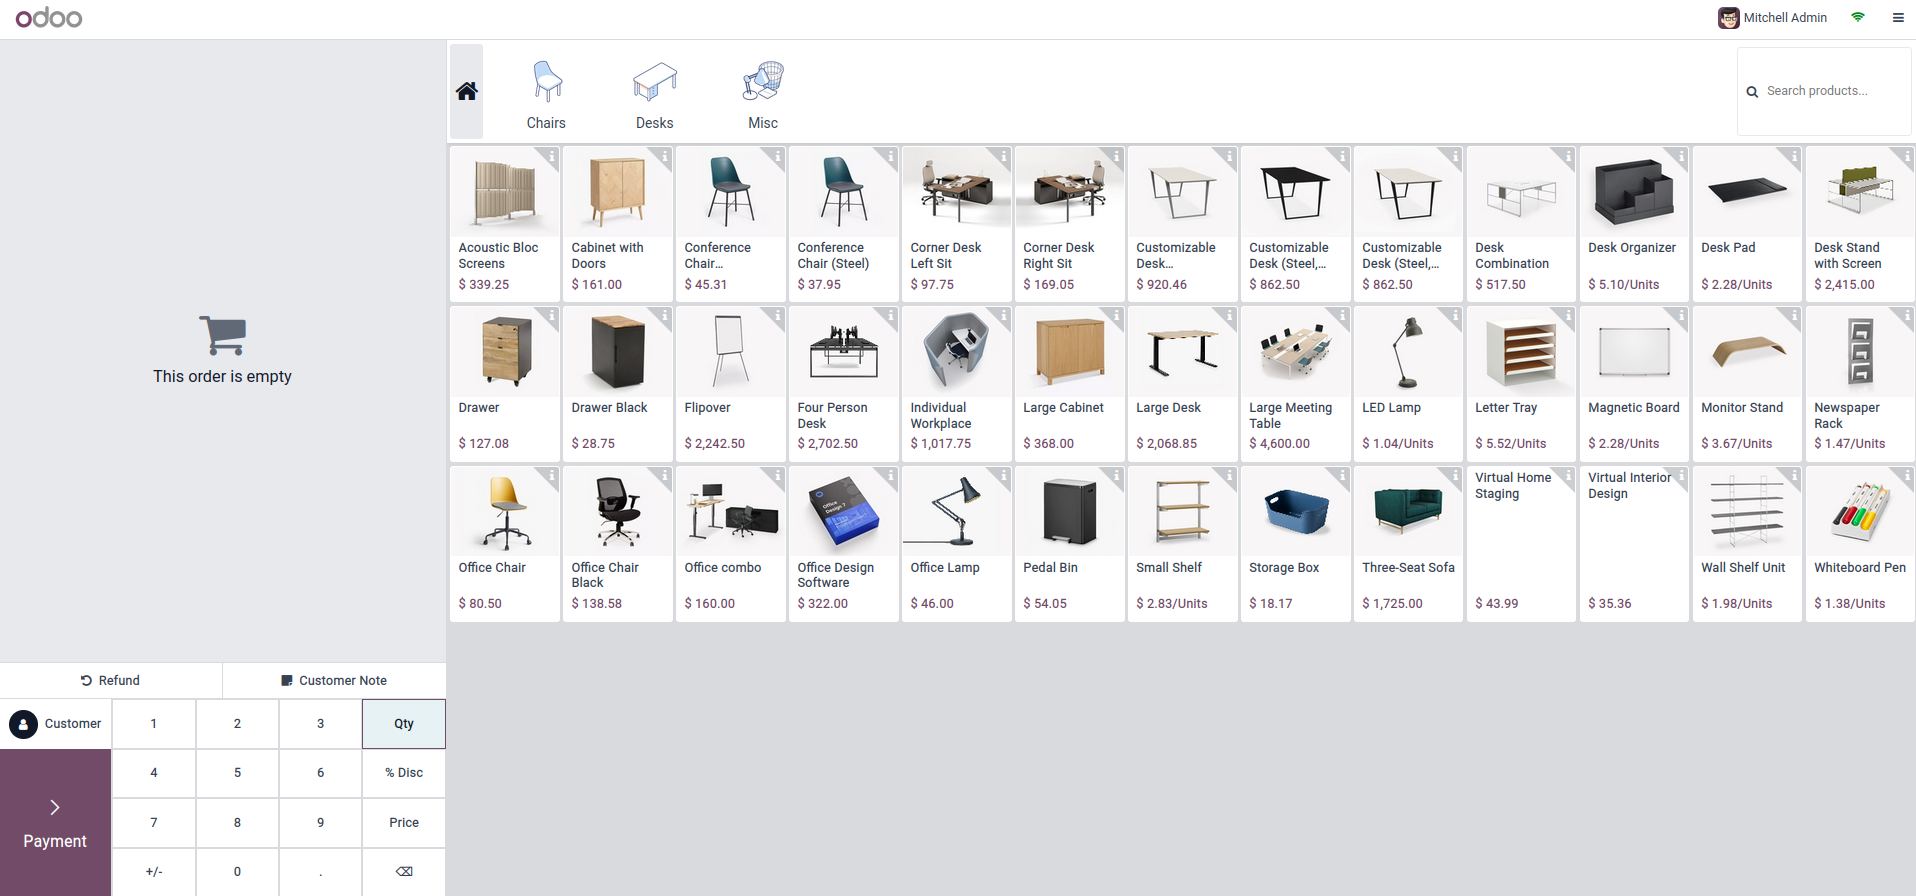 odoo
Mitchell Admin
Chairs
Desks
Misc
Search products...
Acoustic Bloc
Screens
$ 339.25
Cabinet with
Doors
$ 161.00
Conference
Chair...
$ 45.31
Conference
Chair (Steel)
$ 37.95
Corner Desk
Left Sit
$ 97.75
Corner Desk
Right Sit
$ 169.05
Customizable
Desk...
$ 920.46
Customizable
Desk (Steel,...
$ 862.50
Customizable
Desk (Steel,...
$ 862.50
Desk
Combination
$ 517.50
Desk Organizer
$ 5.10/Units
Desk Pad
$ 2.28/Units
Desk Stand
with Screen
$ 2,415.00
Drawer
$ 127.08
Drawer Black
$ 28.75
Flipover
$ 2,242.50
Four Person
Desk
$ 2,702.50
Individual
Workplace
$ 1,017.75
Large Cabinet
$ 368.00
Large Desk
$ 2,068.85
Large Meeting
Table
$ 4,600.00
LED Lamp
$ 1.04/Units
Letter Tray
$ 5.52/Units
Magnetic Board
$ 2.28/Units
Monitor Stand
$ 3.67/Units
Newspaper
Rack
$ 1.47/Units
Office Chair
$ 80.50
Office Chair
Black
$ 138.58
Office combo
$ 160.00
Office
Design 7
Office Design
Software
$ 322.00
Office Lamp
$ 46.00
Pedal Bin
$ 54.05
Small Shelf
$ 2.83/Units
Storage Box
$ 18.17
Three-Seat Sofa
$ 1,725.00
Virtual Home
Staging
$ 43.99
Virtual Interior
Design
$ 35.36
Wall Shelf Unit
$ 1.98/Units
Whiteboard Pen
$ 1.38/Units
This order is empty
Refund
Customer Note
Customer
1
2
3
Qty
4
5
6
% Disc
Payment
7
8
9
Price
+/-
0
.
⌫